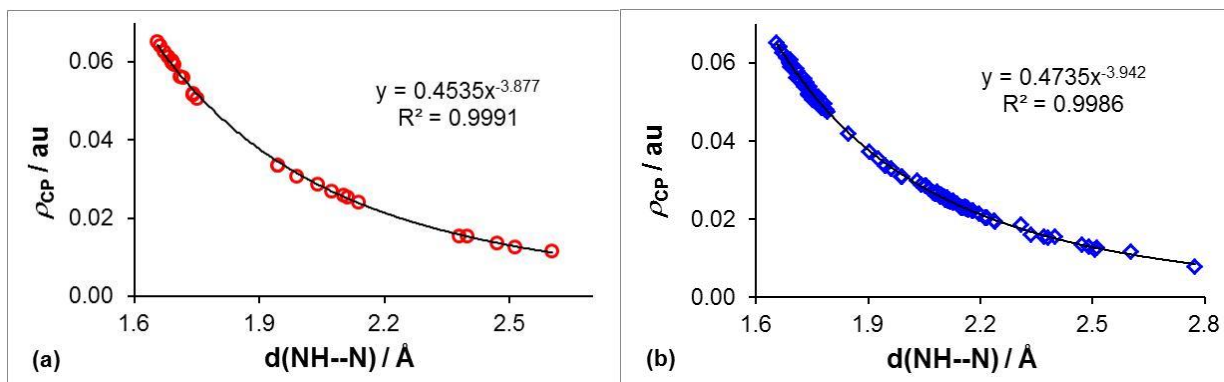 0.06
0.04
0.02
0.00
1.6
1.9
2.2
2.5
ρCP / au
y = 0.4535x-3.877
R² = 0.9991
(a)
d(NH--N) / Å
0.06
0.04
0.02
0.00
1.6
1.9
2.2
2.5
2.8
ρCP / au
y = 0.4735x-3.942
R² = 0.9986
(b)
d(NH--N) / Å